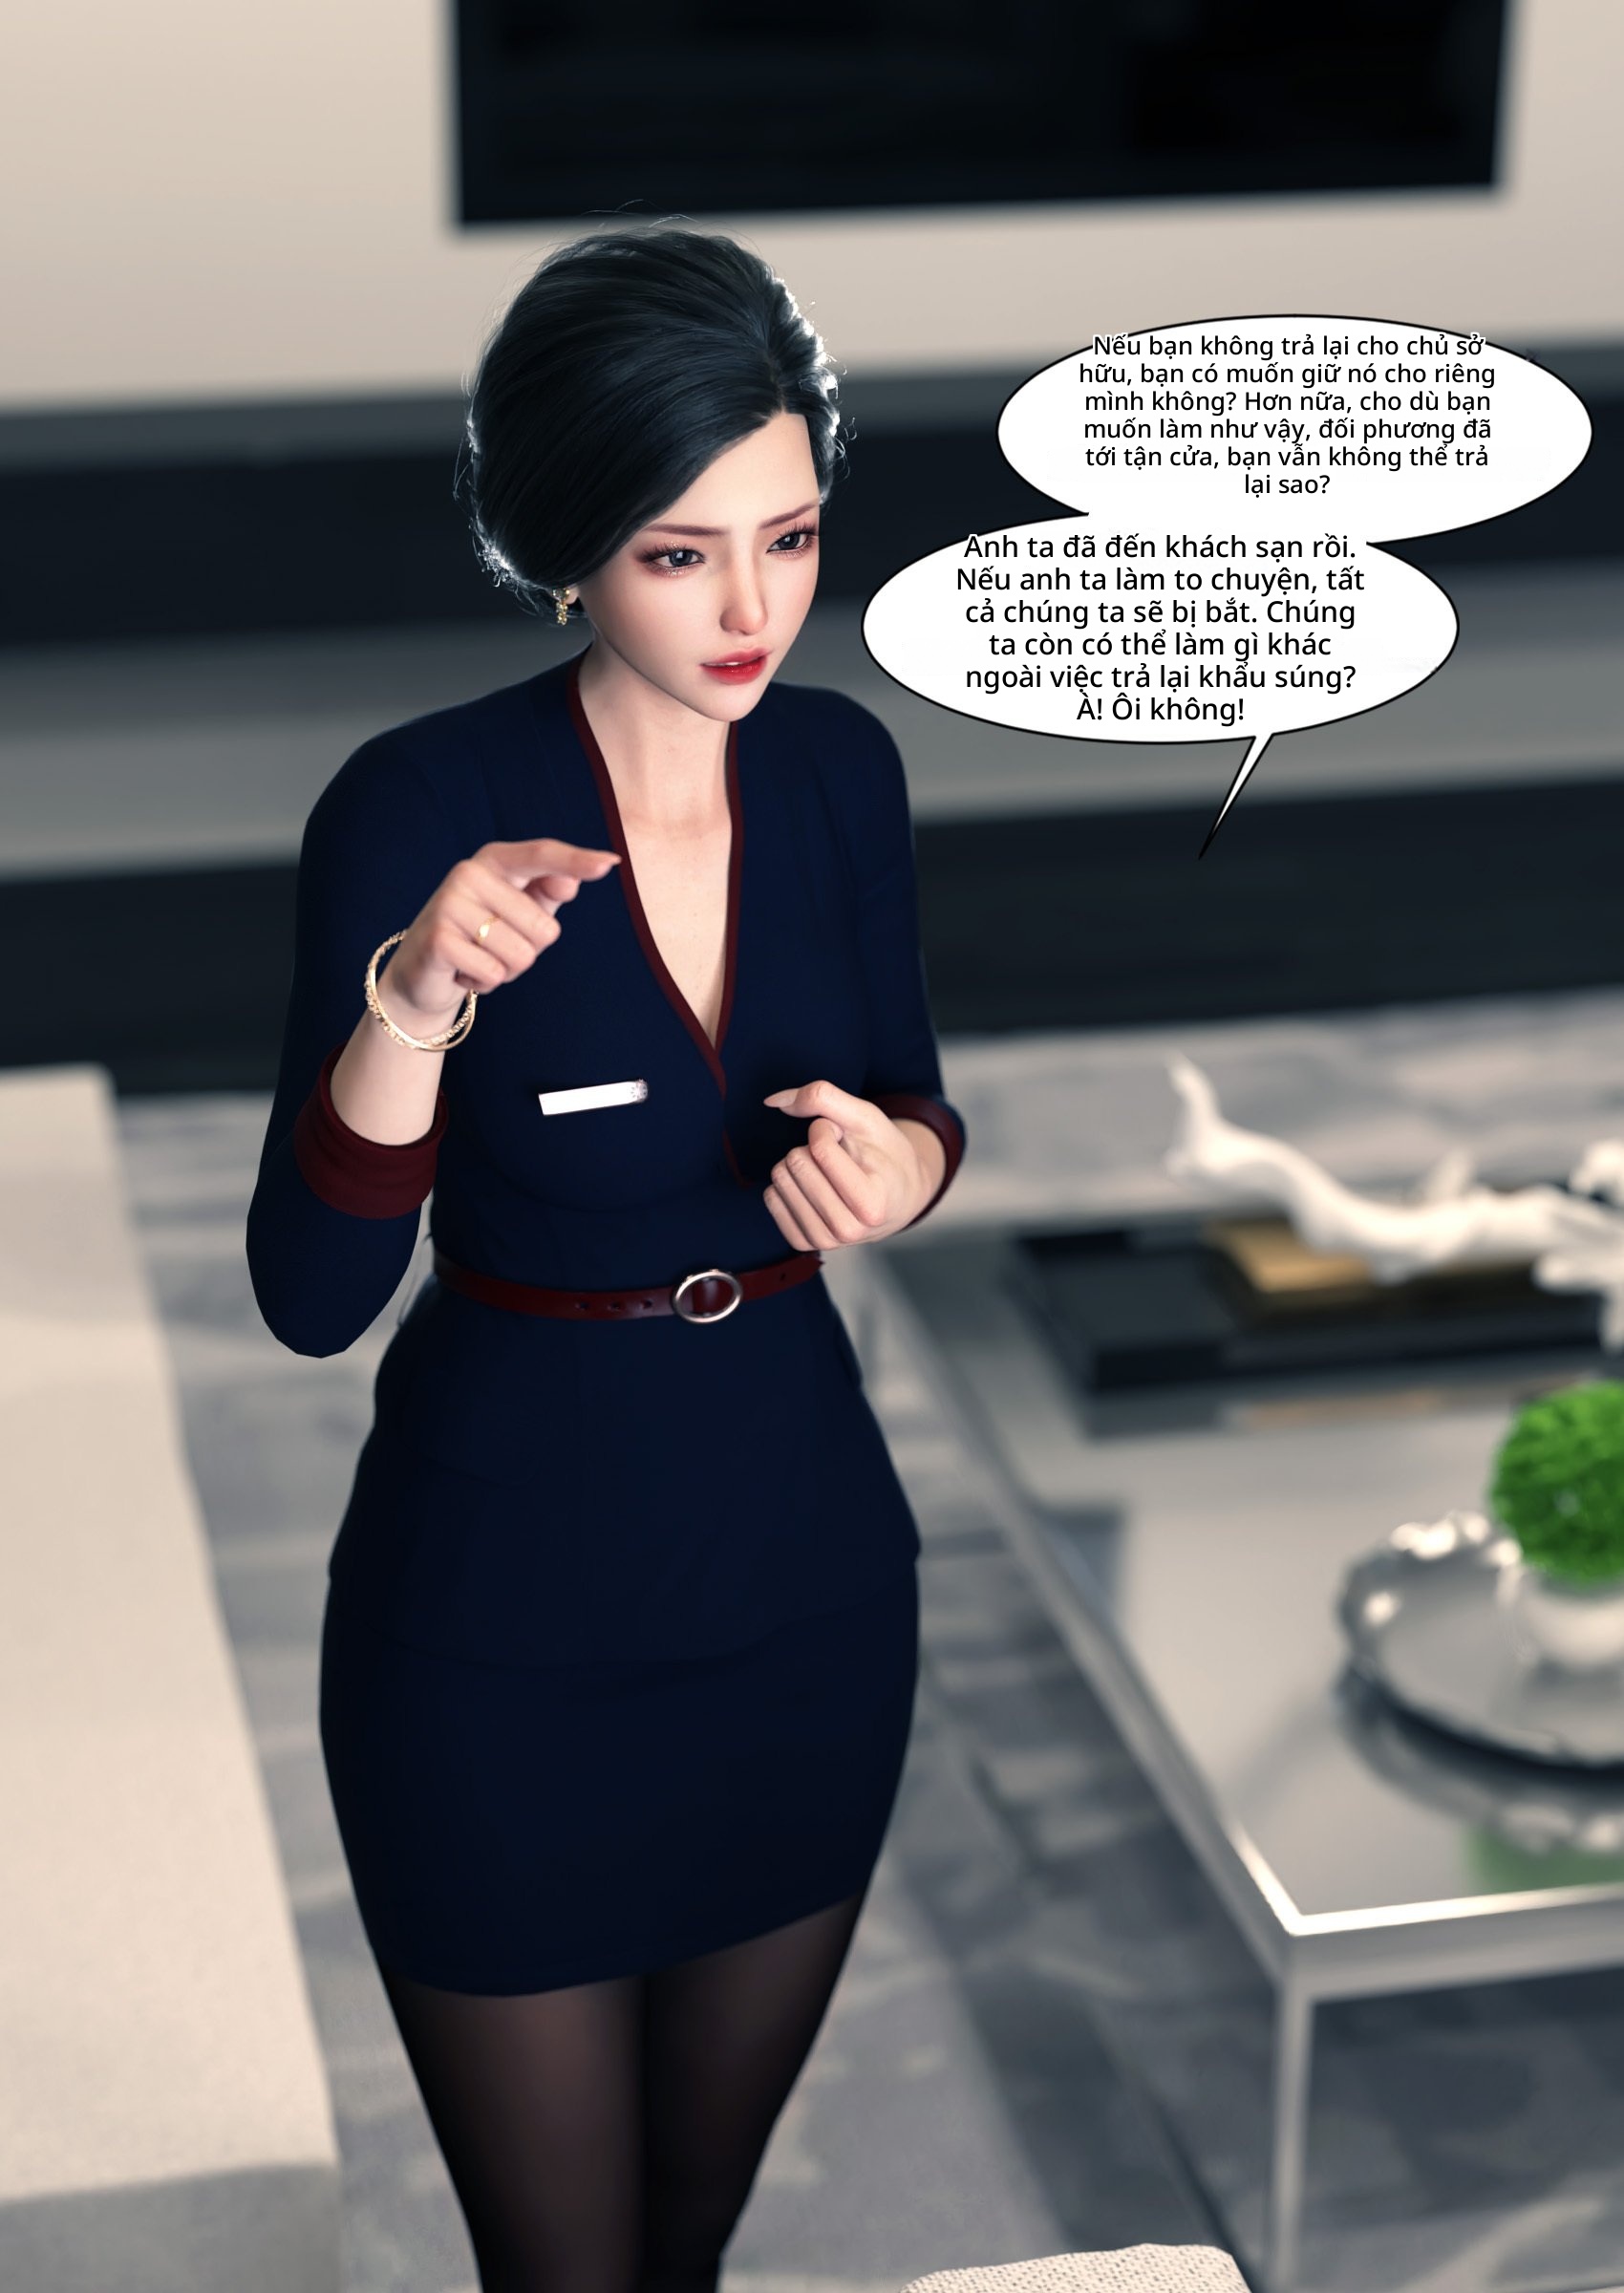 Nếu bạn không trả lại cho chủ sở
hữu, bạn có muốn giữ nó cho riêng
mình không? Hơn nữa, cho dù bạn
muốn làm như vậy, đối phương đã
tới tận cửa, bạn vẫn không thể trả
lại sao?
Anh ta đã đến khách sạn rồi.
Nếu anh ta làm to chuyện, tất
cả chúng ta sẽ bị bắt. Chúng
ta còn có thể làm gì khác
ngoài việc trả lại khẩu súng?
À! Ôi không!